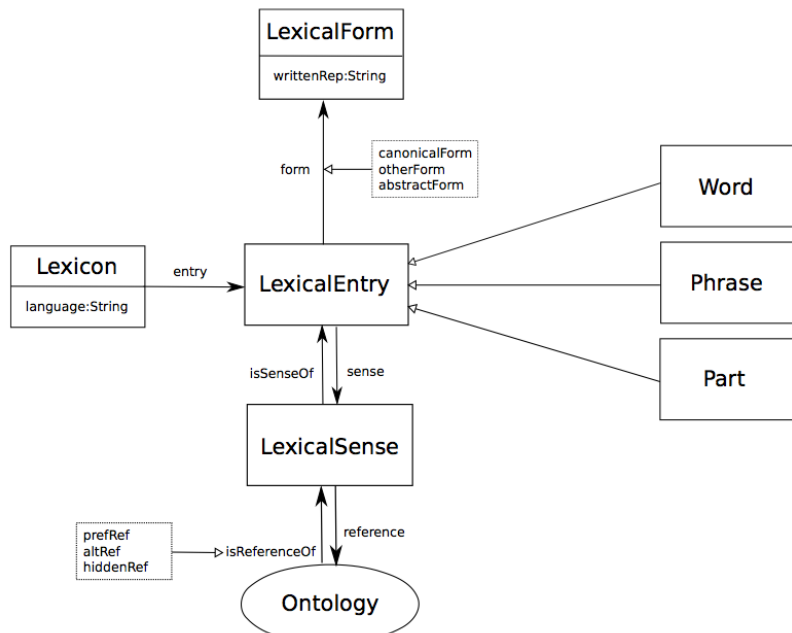 LexicalForm
writtenRep:String
form
canonicalForm
otherForm
abstractForm
Word
Lexicon
language:String
entry
LexicalEntry
Phrase
Part
isSenseOf
sense
LexicalSense
prefRef
altRef
hiddenRef
isReferenceOf
reference
Ontology